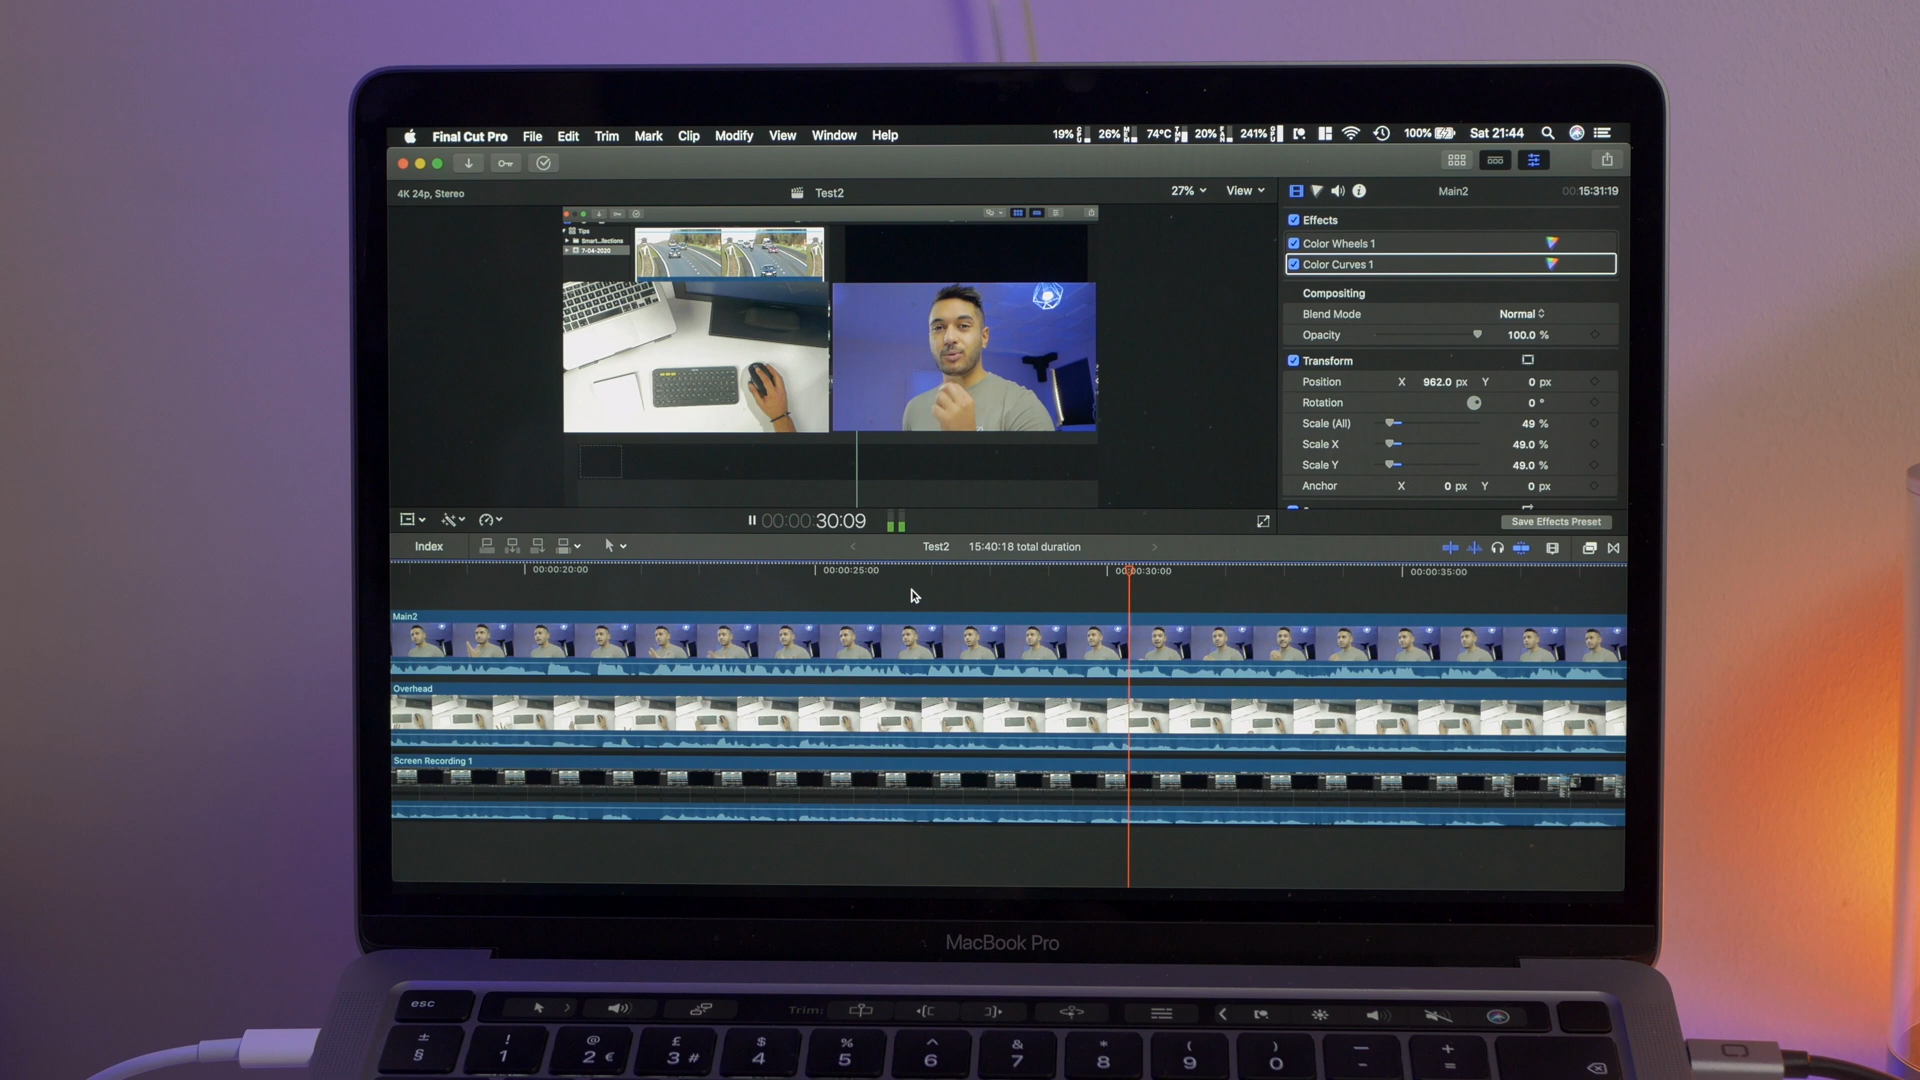 Final Cut Pro File Edit Trim Mark Clip Modify View Window Help 19% 26% 74°C 20% 241% 100% Sat 21:44
4K 24p, Stereo Test2 27% View Main2 00:15:31:19
Tips
Smart...llections
7-04-2020
Effects
Color Wheels 1
Color Curves 1
Compositing
Blend Mode Normal
Opacity 100.0 %
Transform
Position X 962.0 px Y 0 px
Rotation 0 °
Scale (All) 49 %
Scale X 49.0 %
Scale Y 49.0 %
Anchor X 0 px Y 0 px
00:00:30:09 Save Effects Preset
Index Test2 15:40:18 total duration
00:00:20:00 00:00:25:00 00:00:30:00 00:00:35:00
Main2
Overhead
Screen Recording 1
MacBook Pro
esc Trim:
± ! @ £ $ % ^ & * ( ) _ +
§ 1 2 € 3 # 4 5 6 7 8 9 0 - =